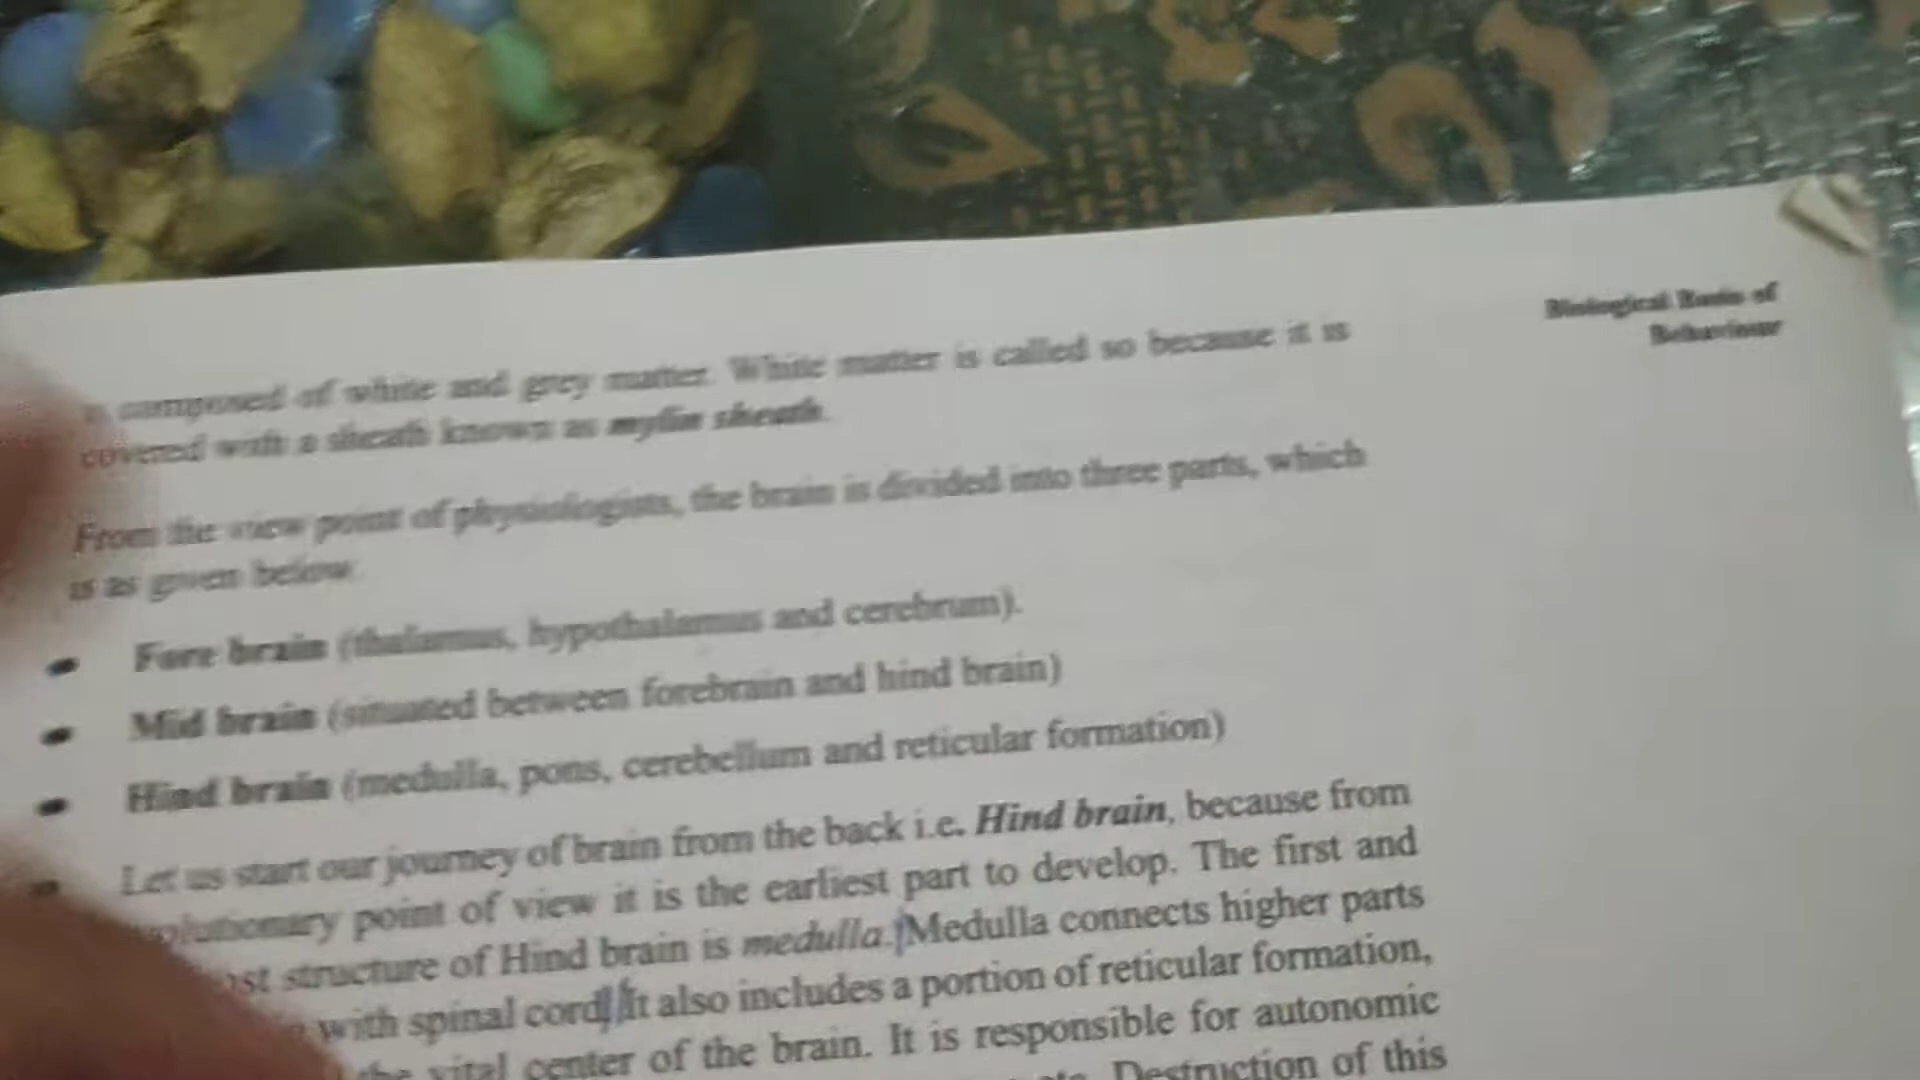 Biological Basis of
Behaviour
composed of white and grey matter. White matter is called so because it is
covered with a sheath known as mylin sheath.
From the view point of physiologists, the brain is divided into three parts, which
is as given below.
• Fore brain (thalamus, hypothalamus and cerebrum).
• Mid brain (situated between forebrain and hind brain)
• Hind brain (medulla, pons, cerebellum and reticular formation)
Let us start our journey of brain from the back i.e. Hind brain, because from
point of view it is the earliest part to develop. The first and
structure of Hind brain is medulla. Medulla connects higher parts
with spinal cord. It also includes a portion of reticular formation,
the vital center of the brain. It is responsible for autonomic
Destruction of this